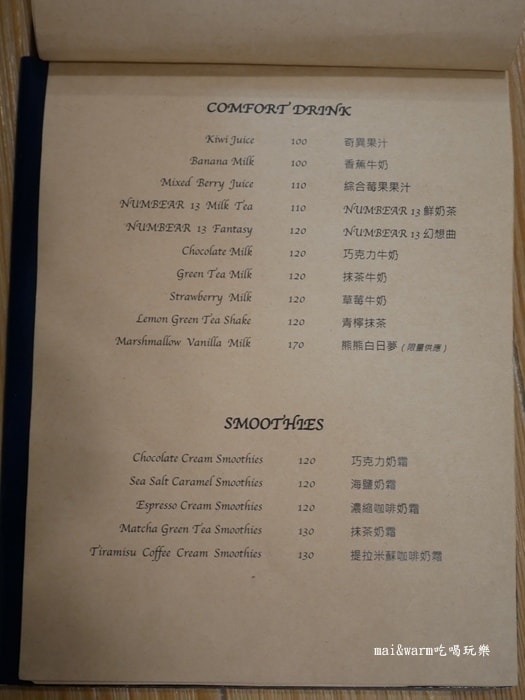 COMFORT DRINK
Kiwi Juice 100 奇異果汁
Banana Milk 100 香蕉牛奶
Mixed Berry Juice 110 綜合莓果果汁
NUMBEAR 13 Milk Tea 110 NUMBEAR 13 鮮奶茶
NUMBEAR 13 Fantasy 120 NUMBEAR 13 幻想曲
Chocolate Milk 120 巧克力牛奶
Green Tea Milk 120 抹茶牛奶
Strawberry Milk 120 草莓牛奶
Lemon Green Tea Shake 120 青檸抹茶
Marshmallow Vanilla Milk 170 熊熊白日夢 (限量供應)
SMOOTHIES
Chocolate Cream Smoothies 120 巧克力奶霜
Sea Salt Caramel Smoothies 120 海鹽奶霜
Espresso Cream Smoothies 120 濃縮咖啡奶霜
Matcha Green Tea Smoothies 130 抹茶奶霜
Tiramisu Coffee Cream Smoothies 130 提拉米蘇咖啡奶霜
mai&warm吃喝玩樂